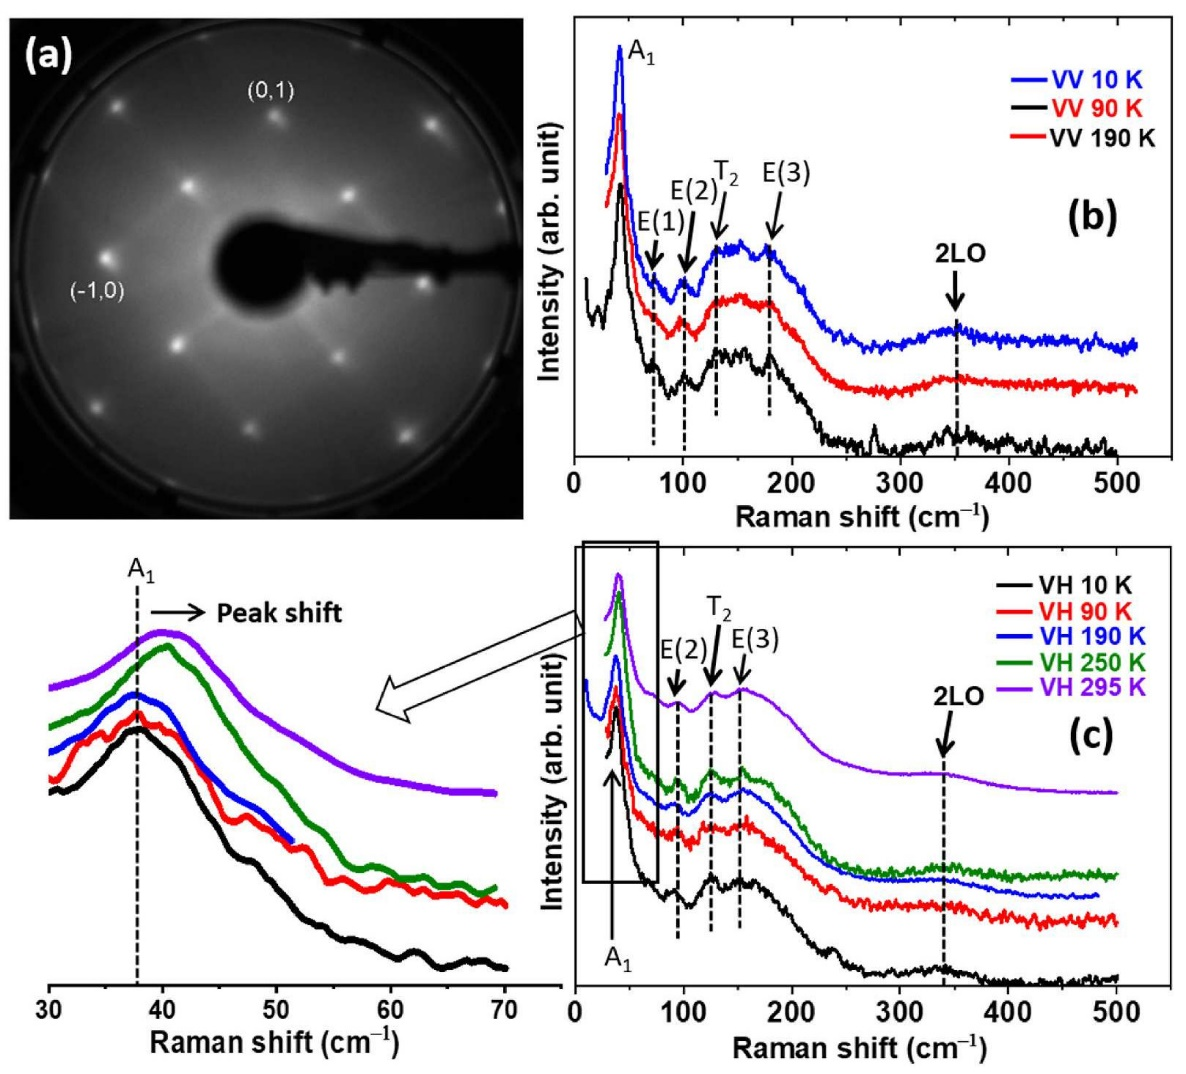 (a)
(0,1)
(-1,0)
A₁
E(1)
E(2)
T₂
E(3)
2LO
VV 10 K
VV 90 K
VV 190 K
(b)
Intensity (arb. unit)
0 100 200 300 400 500
Raman shift (cm⁻¹)
A₁
Peak shift
30 40 50 60 70
Raman shift (cm⁻¹)
E(2)
T₂
E(3)
2LO
A₁
VH 10 K
VH 90 K
VH 190 K
VH 250 K
VH 295 K
(c)
Intensity (arb. unit)
0 100 200 300 400 500
Raman shift (cm⁻¹)